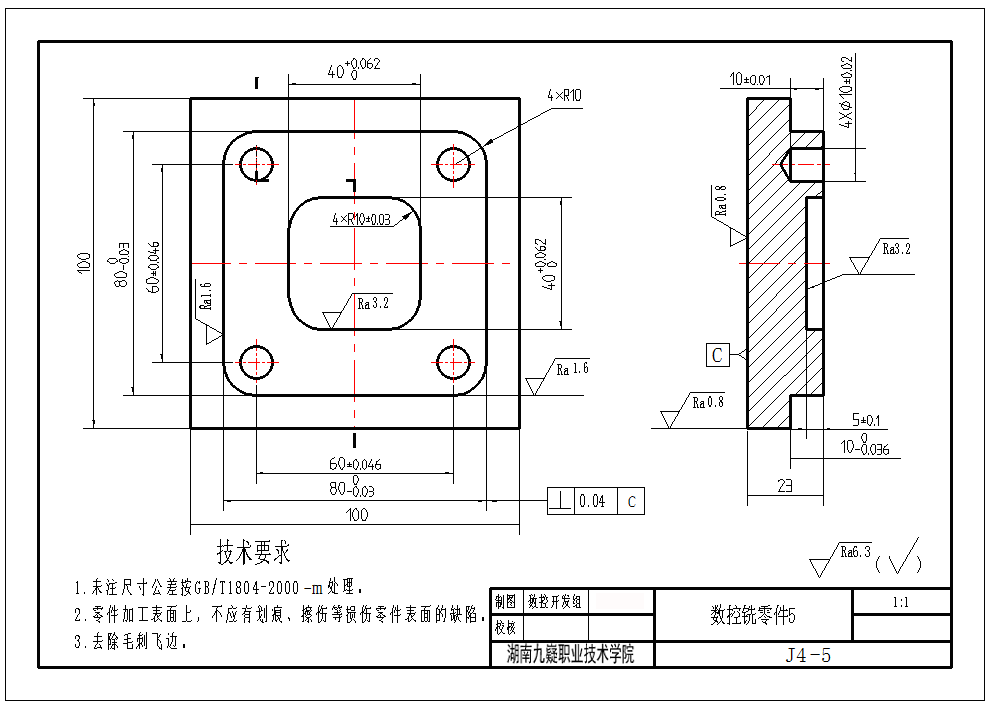 40 +0.062 0
4×R10
4×R10±0.03
100
80 0 -0.03
60±0.046
Ra1.6
Ra3.2
40 +0.062 0
Ra 1.6
60±0.046
80 0 -0.03
100
⊥ 0.04 C
10±0.01
4Xϕ10±0.02
Ra0.8
Ra3.2
C
Ra0.8
5±0.1
10 0 -0.036
23
Ra6.3 ( √ )
技术要求
1.未注尺寸公差按GB/T1804-2000-m处理。
2.零件加工表面上,不应有划痕、擦伤等损伤零件表面的缺陷。
3.去除毛刺飞边。
制图 数控开发组
校核
数控铣零件5
1:1
湖南九嶷职业技术学院
J4-5